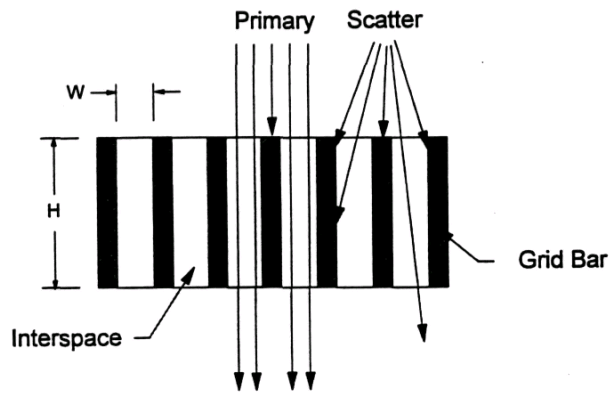 Primary Scatter
W
H
Grid Bar
Interspace